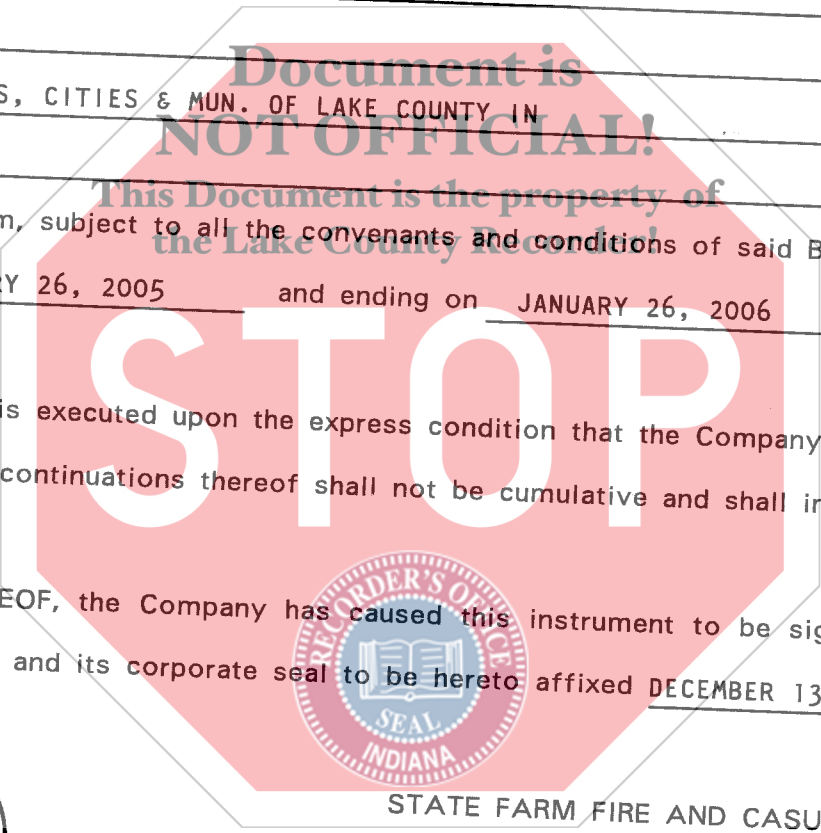 Document is
S, CITIES & MUN. OF LAKE COUNTY IN
NOT OFFICIAL!
This Document is the property of
m, subject to all the convenants and conditions of said B
the Lake County Recorder!
RY 26, 2005 and ending on JANUARY 26, 2006
STOP
is executed upon the express condition that the Company
continuations thereof shall not be cumulative and shall in
EOF, the Company has caused this instrument to be sig
and its corporate seal to be hereto affixed DECEMBER 13
RECORDER'S OFFICE
SEAL
INDIANA
STATE FARM FIRE AND CASU